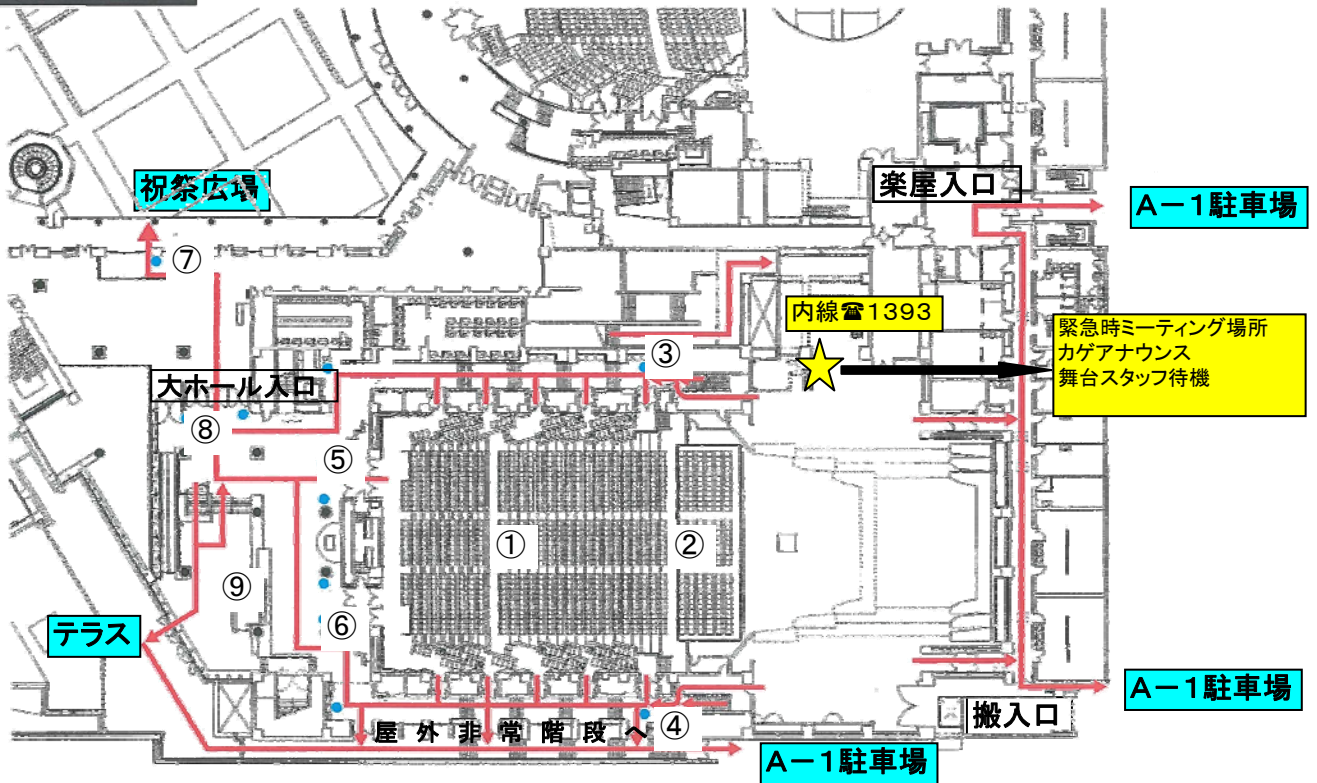 祝祭広場
楽屋入口
A－1駐車場
⑦
内線☎1393
緊急時ミーティング場所
カゲアナウンス
舞台スタッフ待機
③
大ホール入口
⑧
⑤
①
②
⑨
⑥
テラス
A－1駐車場
搬入口
屋外非常階段へ
④
A－1駐車場